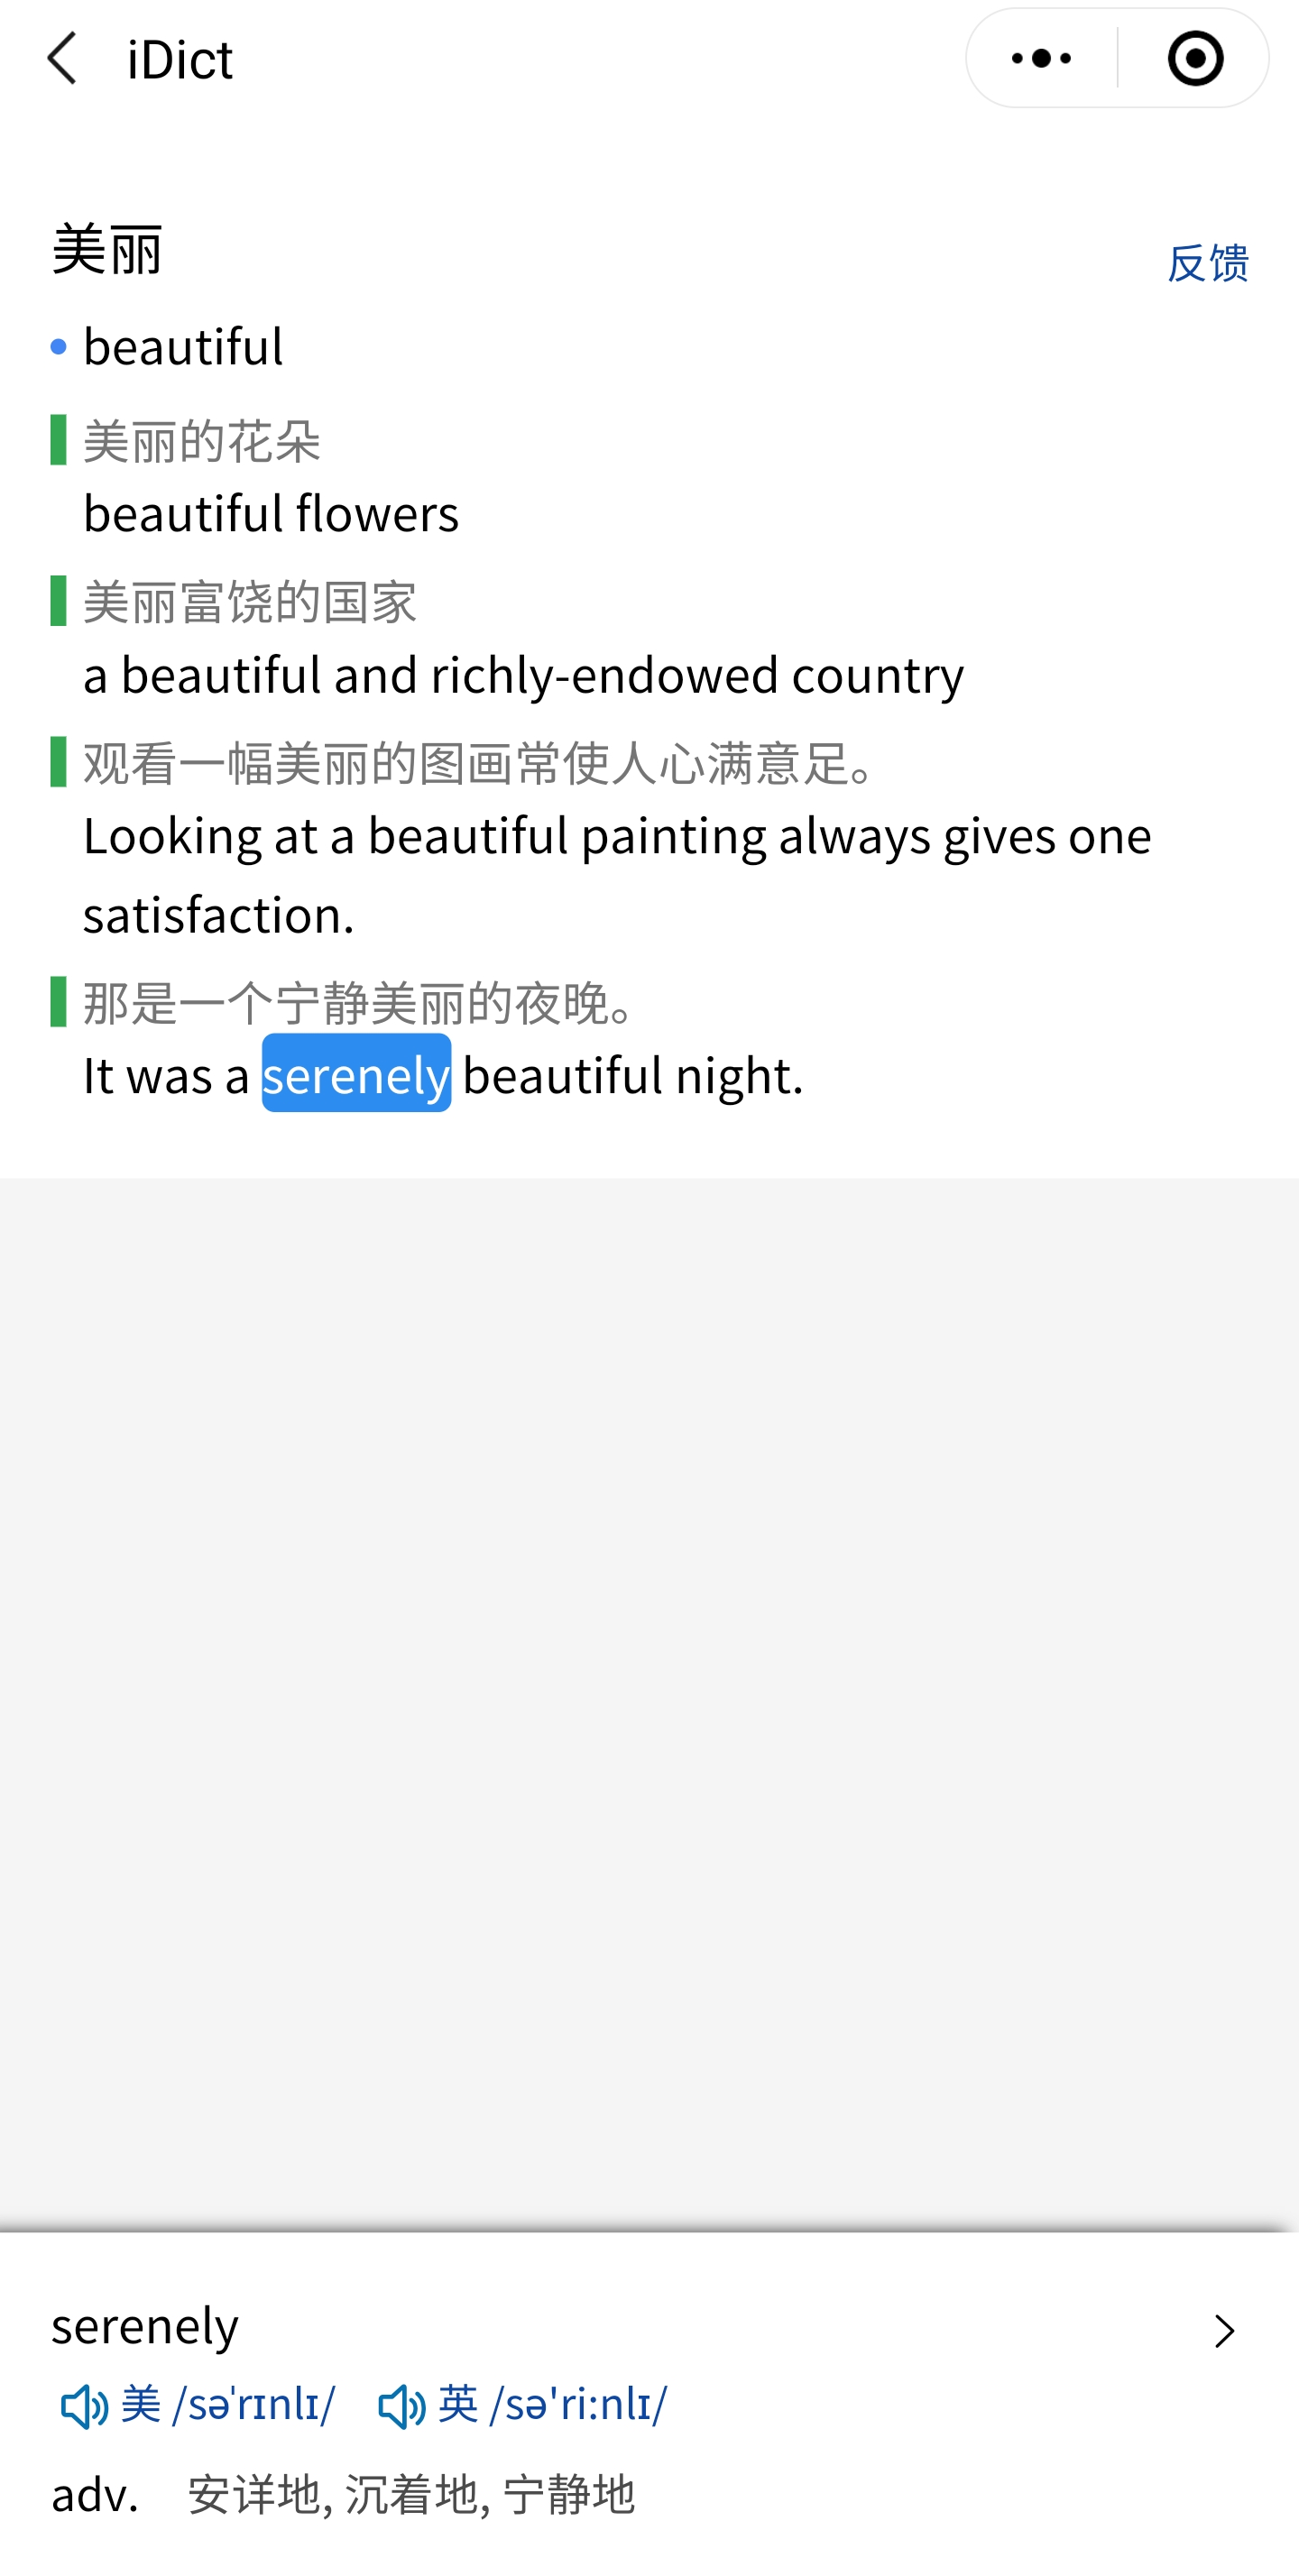 iDict
美丽
反馈
beautiful
美丽的花朵
beautiful flowers
美丽富饶的国家
a beautiful and richly-endowed country
观看一幅美丽的图画常使人心满意足。
Looking at a beautiful painting always gives one
satisfaction.
那是一个宁静美丽的夜晚。
It was a serenely beautiful night.
serenely
美 /sə'rɪnlɪ/ 英 /sə'ri:nlɪ/
adv. 安详地, 沉着地, 宁静地